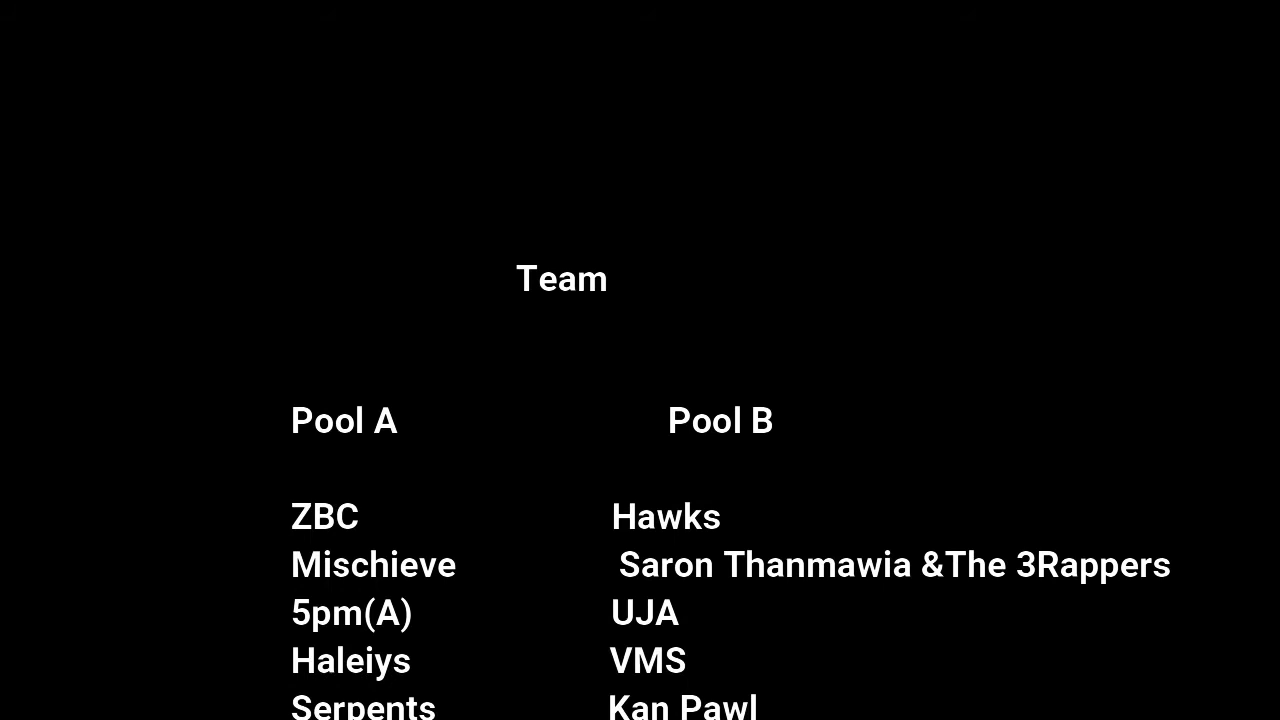 Team
Pool A Pool B
ZBC Hawks
Mischieve Saron Thanmawia &The 3Rappers
5pm(A) UJA
Haleiys VMS
Serpents Kan Pawl